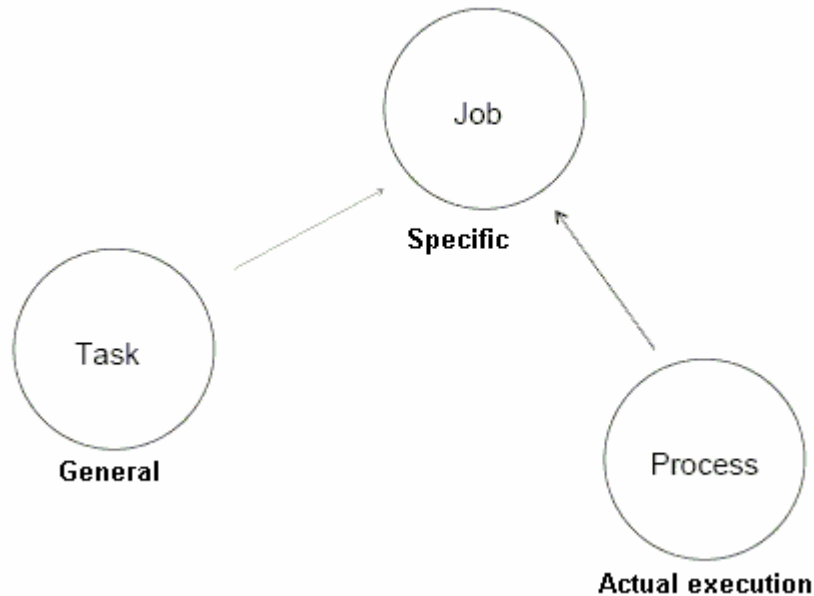 Job
Specific
Task
General
Process
Actual execution